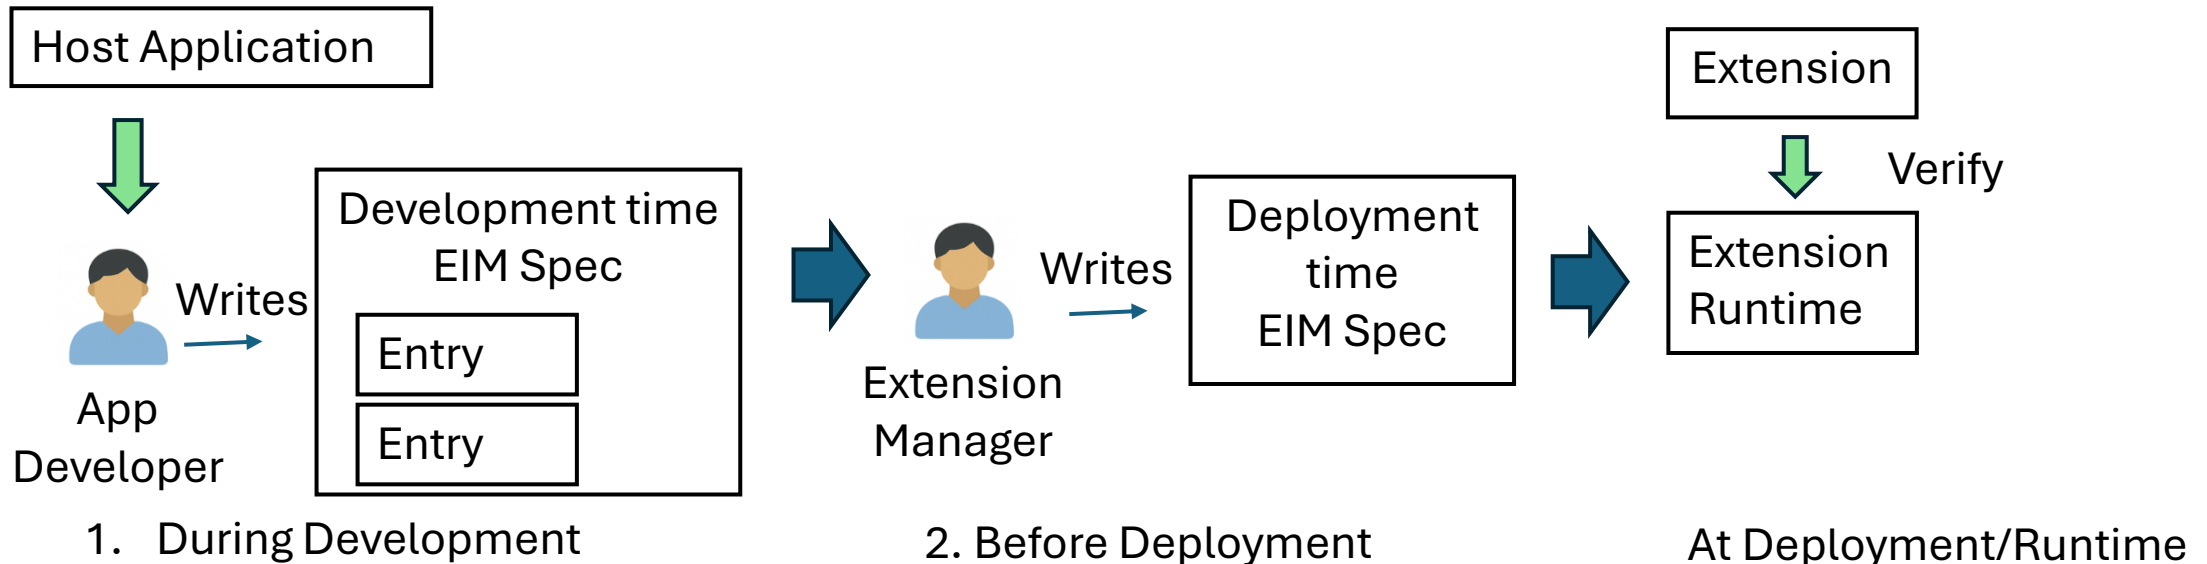 Host Application
Writes
App
Developer
Development time
EIM Spec
Entry
Entry
1. During Development
Extension
Manager
Writes
Deployment
time
EIM Spec
2. Before Deployment
Extension
Verify
Extension
Runtime
At Deployment/Runtime